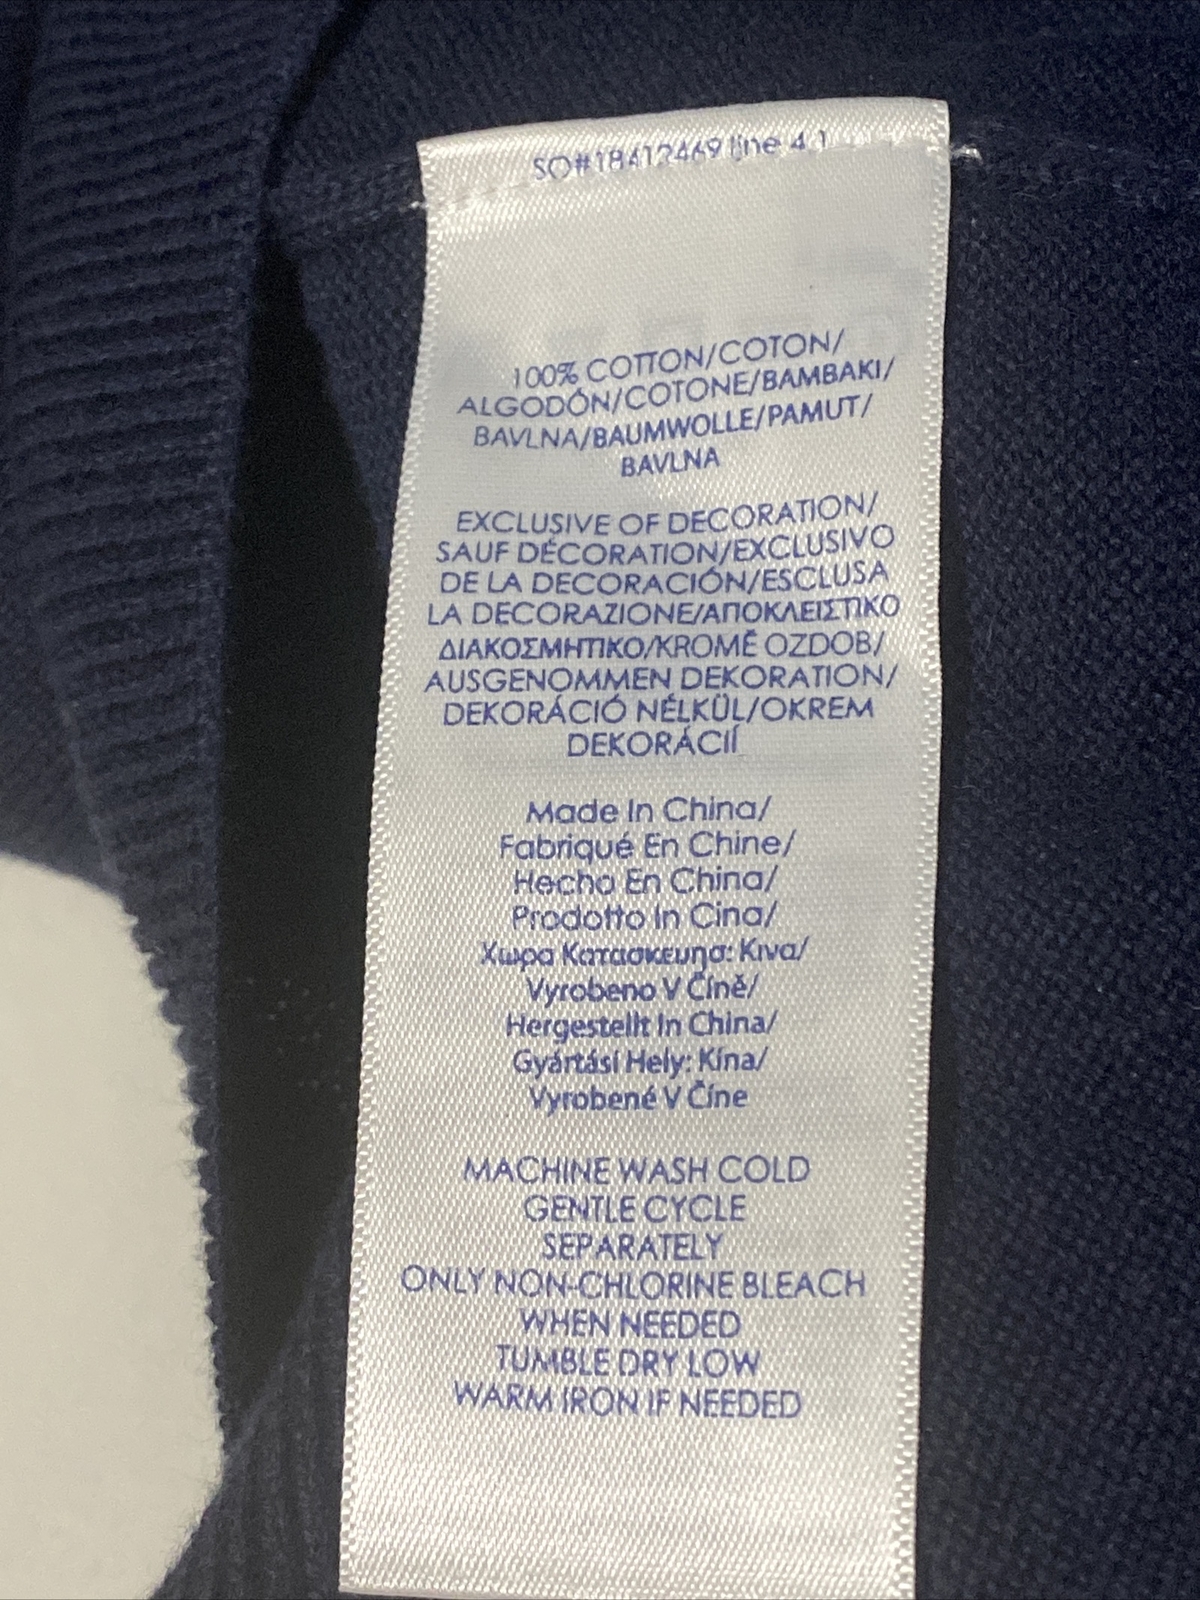 SO#18412469 line 4.1
100% COTTON/COTON/
ALGODÓN/COTONE/BAMBAKI/
BAVLNA/BAUMWOLLE/PAMUT/
BAVLNA
EXCLUSIVE OF DECORATION/
SAUF DÉCORATION/EXCLUSIVO
DE LA DECORACIÓN/ESCLUSA
LA DECORAZIONE/ΑΠΟΚΛΕΙΣΤΙΚΟ
ΔΙΑΚΟΣΜΗΤΙΚΟ/KROMĚ OZDOB/
AUSGENOMMEN DEKORATION/
DEKORÁCIÓ NÉLKÜL/OKREM
DEKORÁCIÍ
Made In China/
Fabriqué En Chine/
Hecho En China/
Prodotto In Cina/
Χωρα Κατασκευησ: Κινα/
Vyrobeno V Číně/
Hergestellt In China/
Gyártási Hely: Kína/
Vyrobené V Číne
MACHINE WASH COLD
GENTLE CYCLE
SEPARATELY
ONLY NON-CHLORINE BLEACH
WHEN NEEDED
TUMBLE DRY LOW
WARM IRON IF NEEDED